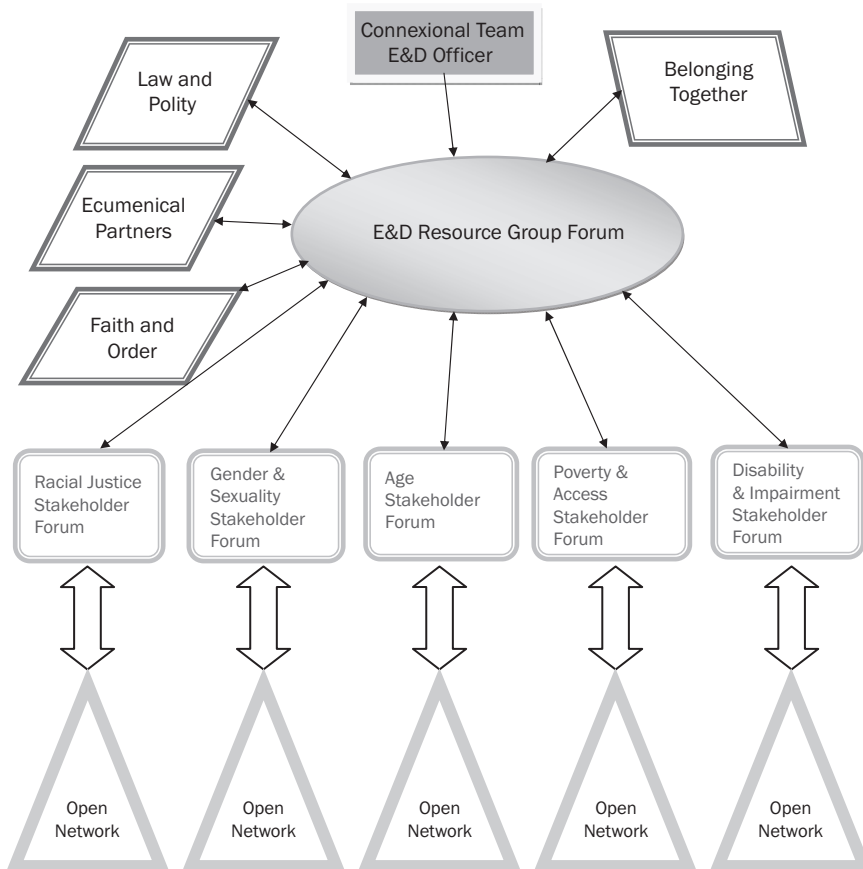 Connexional Team
E&D Officer
Law and
Polity
Belonging
Together
Ecumenical
Partners
E&D Resource Group Forum
Faith and
Order
Racial Justice
Stakeholder
Forum
Gender &
Sexuality
Stakeholder
Forum
Age
Stakeholder
Forum
Poverty &
Access
Stakeholder
Forum
Disability
& Impairment
Stakeholder
Forum
Open
Network
Open
Network
Open
Network
Open
Network
Open
Network